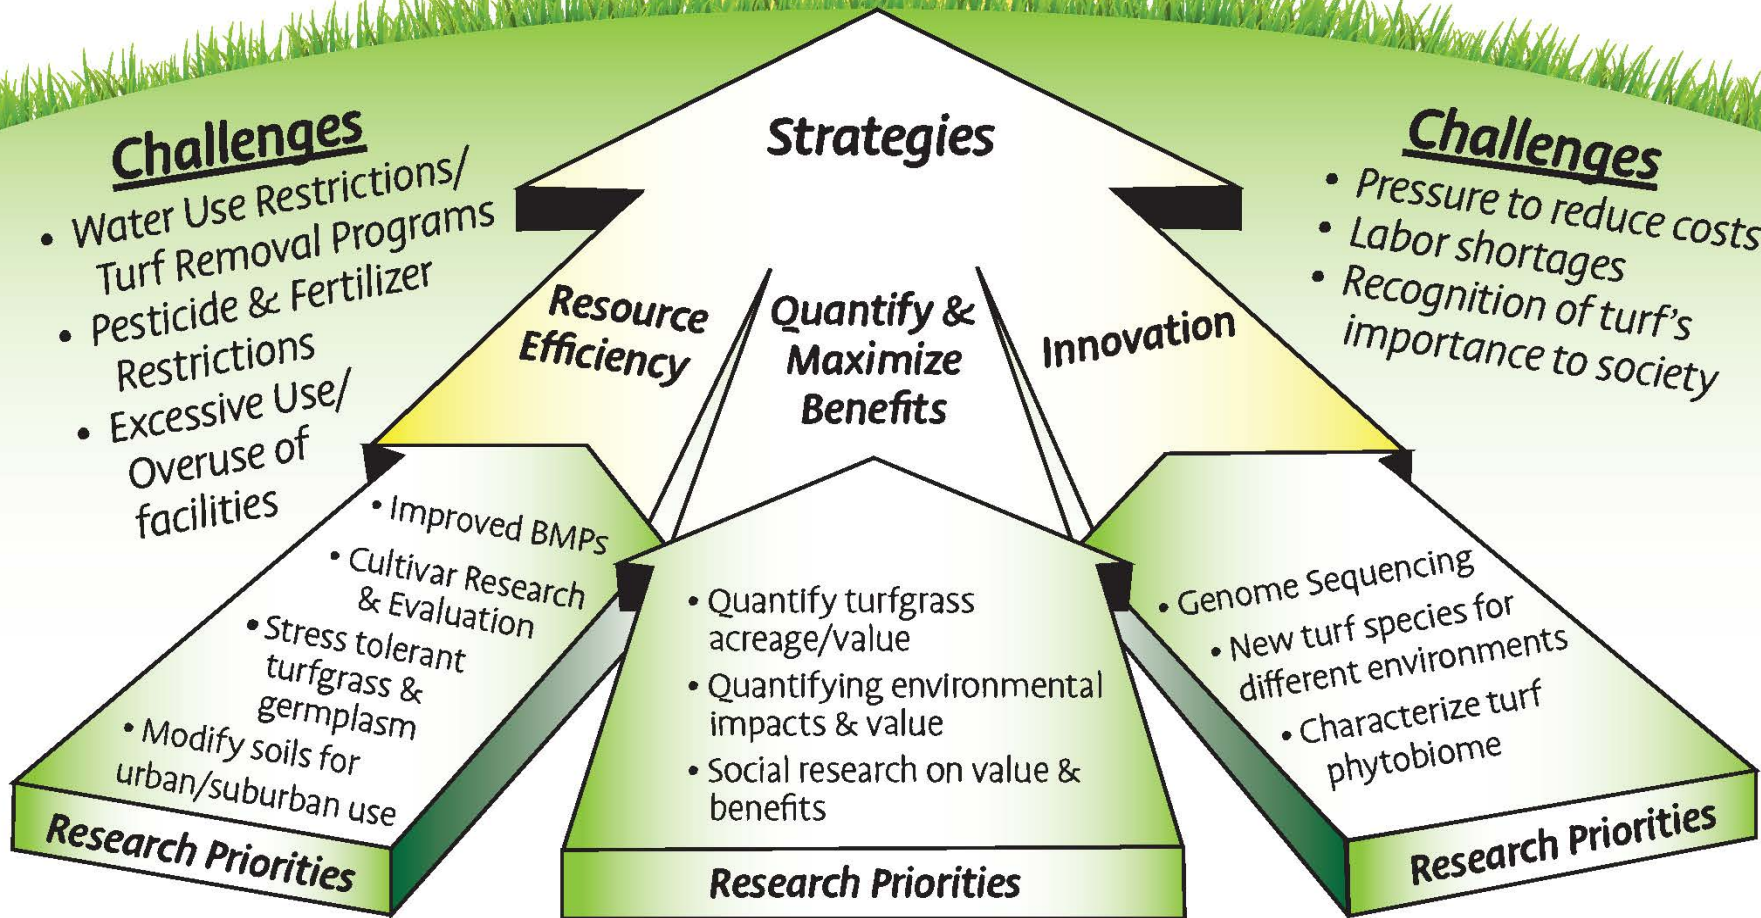 Challenges
• Water Use Restrictions/
Turf Removal Programs
• Pesticide & Fertilizer
Restrictions
• Excessive Use/
Overuse of
facilities
Strategies
Challenges
• Pressure to reduce costs
• Labor shortages
• Recognition of turf's
importance to society
Resource
Efficiency
Quantify &
Maximize
Benefits
Innovation
• Improved BMPs
• Cultivar Research
& Evaluation
• Stress tolerant
turfgrass &
germplasm
• Modify soils for
urban/suburban use
Research Priorities
• Quantify turfgrass
acreage/value
• Quantifying environmental
impacts & value
• Social research on value &
benefits
Research Priorities
• Genome Sequencing
• New turf species for
different environments
• Characterize turf
phytobiome
Research Priorities